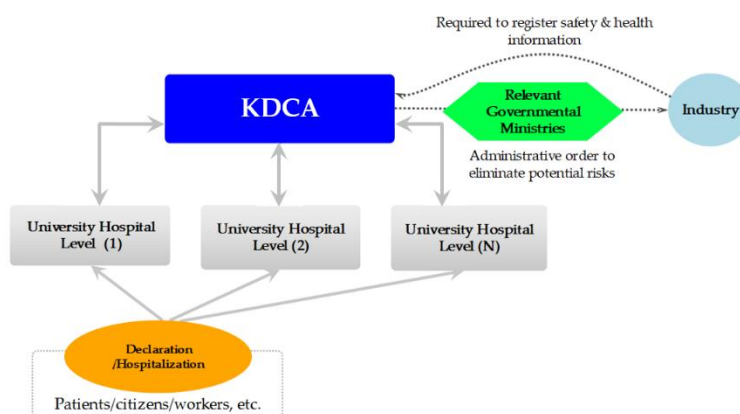 Required to register safety & health
information
KDCA
Relevant
Governmental
Ministries
Industry
Administrative order to
eliminate potential risks
University Hospital
Level (1)
University Hospital
Level (2)
University Hospital
Level (N)
Declaration
/Hospitalization
Patients/citizens/workers, etc.